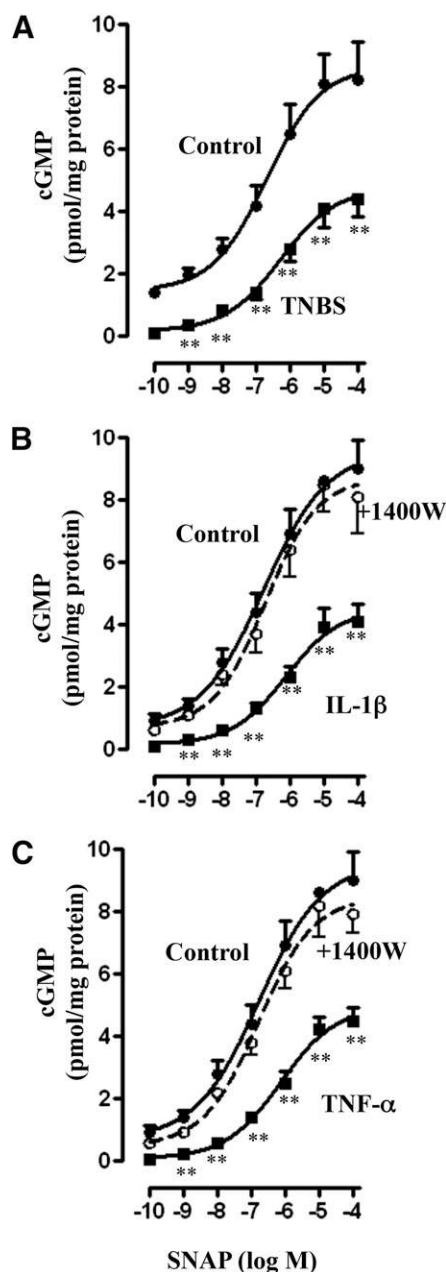 A
cGMP
(pmol/mg protein)
10
8
6
4
2
0
Control
TNBS
** ** ** ** ** **
-10 -9 -8 -7 -6 -5 -4
B
cGMP
(pmol/mg protein)
10
8
6
4
2
0
Control
+1400W
IL-1β
** ** ** ** ** **
-10 -9 -8 -7 -6 -5 -4
C
cGMP
(pmol/mg protein)
10
8
6
4
2
0
Control
+1400W
TNF-α
** ** ** ** ** **
-10 -9 -8 -7 -6 -5 -4
SNAP (log M)